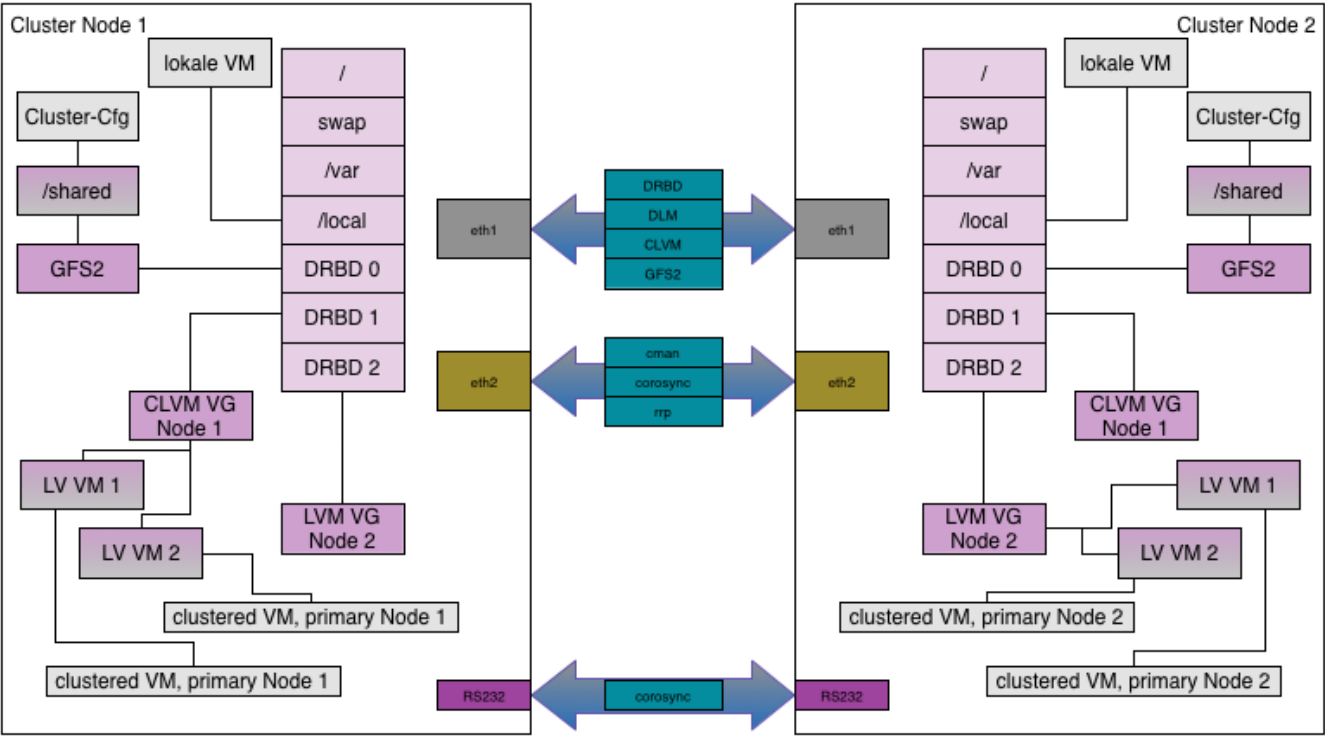 Cluster Node 1
lokale VM
/
swap
/var
/local
DRBD 0
DRBD 1
DRBD 2
Cluster-Cfg
/shared
GFS2
CLVM VG
Node 1
LV VM 1
LV VM 2
LVM VG
Node 2
clustered VM, primary Node 1
clustered VM, primary Node 1
eth1
eth2
RS232
DRBD
DLM
CLVM
GFS2
cman
corosync
rrp
corosync
Cluster Node 2
eth1
eth2
RS232
/
swap
/var
/local
DRBD 0
DRBD 1
DRBD 2
lokale VM
Cluster-Cfg
/shared
GFS2
CLVM VG
Node 1
LVM VG
Node 2
LV VM 1
LV VM 2
clustered VM, primary Node 2
clustered VM, primary Node 2